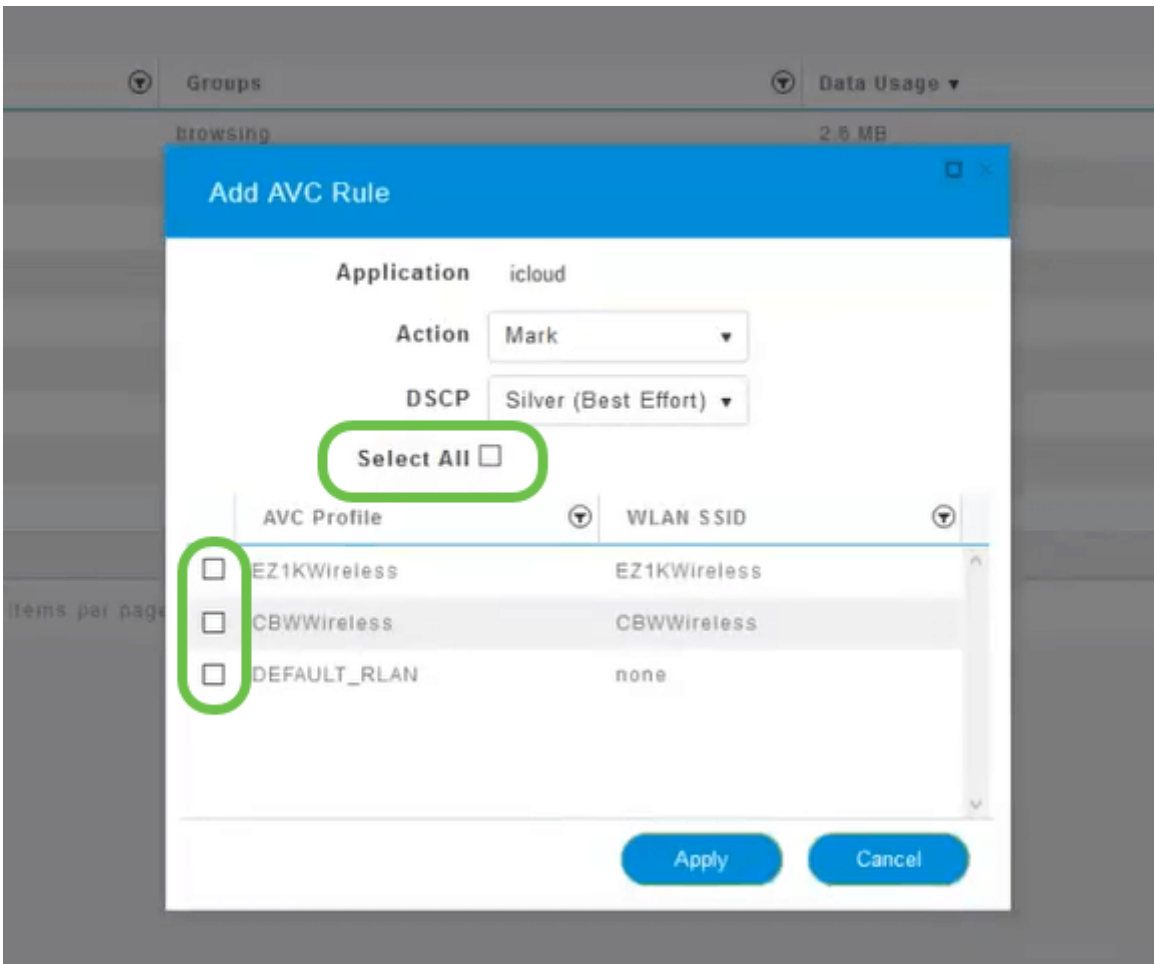 Groups Data Usage
browsing 2.6 MB
Add AVC Rule
Application icloud
Action Mark
DSCP Silver (Best Effort)
Select All
AVC Profile WLAN SSID
EZ1KWireless EZ1KWireless
CBWWireless CBWWireless
items per page
DEFAULT_RLAN none
Apply Cancel